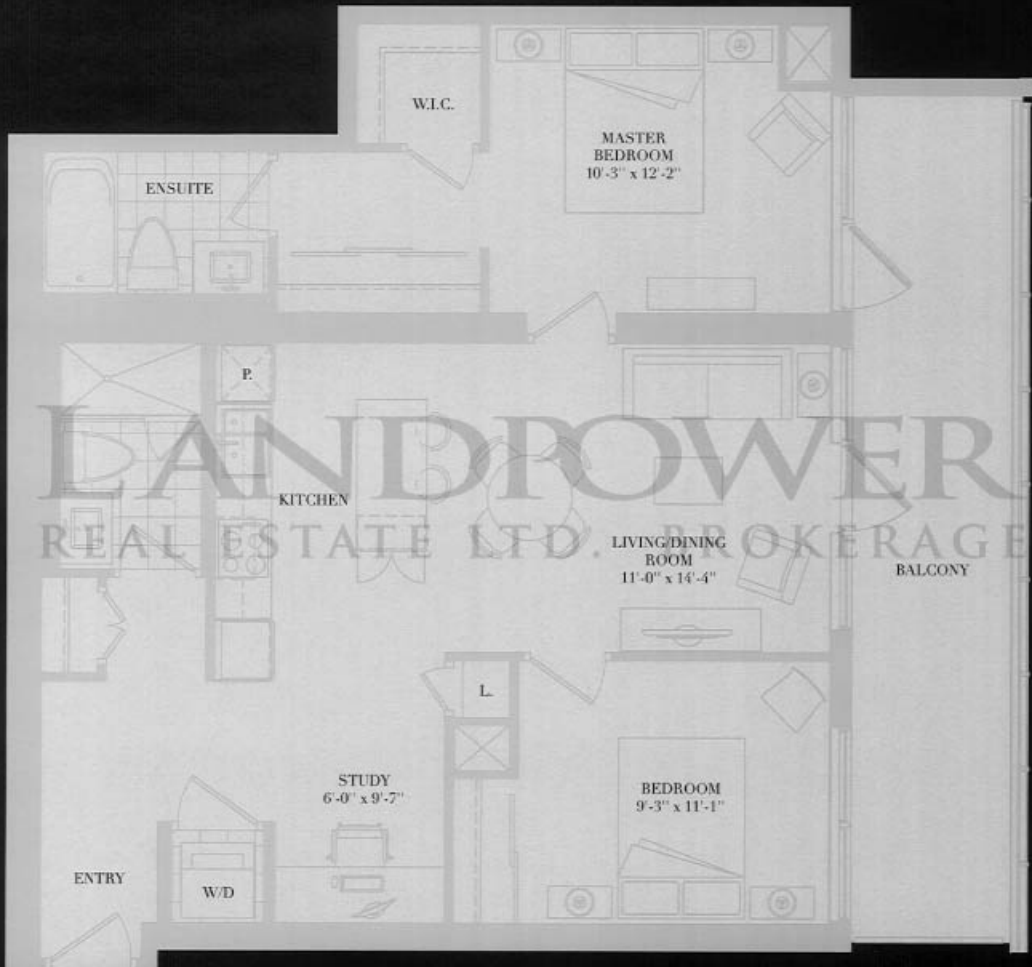 W.I.C.
MASTER
BEDROOM
10'-3" x 12'-2"
ENSUITE
P.
LANDPOWER
KITCHEN
REAL ESTATE LTD. BROKERAGE
LIVING/DINING
ROOM
11'-0" x 14'-4"
BALCONY
L.
STUDY
6'-0" x 9'-7"
BEDROOM
9'-3" x 11'-1"
ENTRY
W/D